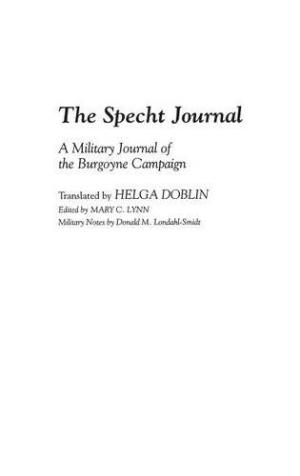 The Specht Journal
A Military Journal of
the Burgoyne Campaign
Translated by HELGA DOBLIN
Edited by MARY C. LYNN
Military Notes by Donald M. Londahl-Smidt